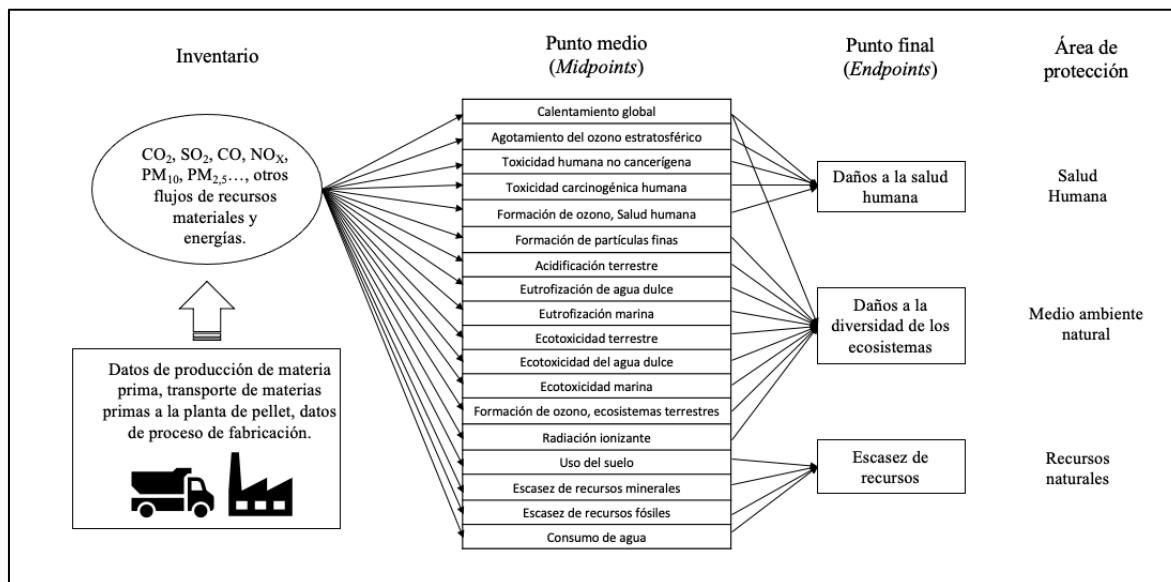 Inventario
CO2, SO2, CO, NOX,
PM10, PM2,5…, otros
flujos de recursos
materiales y
energías.
Datos de producción de materia
prima, transporte de materias
primas a la planta de pellet, datos
de proceso de fabricación.
Punto medio
(Midpoints)
Calentamiento global
Agotamiento del ozono estratosférico
Toxicidad humana no cancerígena
Toxicidad carcinogénica humana
Formación de ozono, Salud humana
Formación de partículas finas
Acidificación terrestre
Eutrofización de agua dulce
Eutrofización marina
Ecotoxicidad terrestre
Ecotoxicidad del agua dulce
Ecotoxicidad marina
Formación de ozono, ecosistemas terrestres
Radiación ionizante
Uso del suelo
Escasez de recursos minerales
Escasez de recursos fósiles
Consumo de agua
Punto final
(Endpoints)
Daños a la salud
humana
Daños a la
diversidad de los
ecosistemas
Escasez de
recursos
Área de
protección
Salud
Humana
Medio ambiente
natural
Recursos
naturales